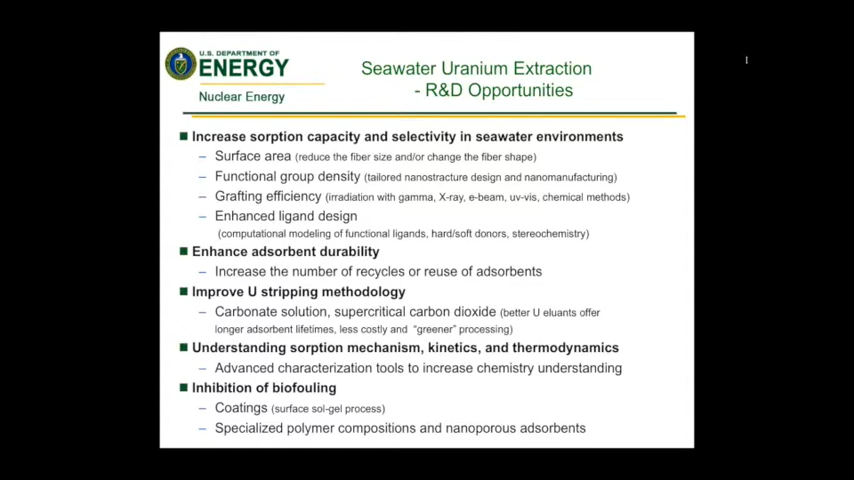 U.S. DEPARTMENT OF
ENERGY
Nuclear Energy
Seawater Uranium Extraction
- R&D Opportunities
■ Increase sorption capacity and selectivity in seawater environments
– Surface area (reduce the fiber size and/or change the fiber shape)
– Functional group density (tailored nanostracture design and nanomanufacturing)
– Grafting efficiency (irradiation with gamma, X-ray, e-beam, uv-vis, chemical methods)
– Enhanced ligand design
(computational modeling of functional ligands, hard/soft donors, stereochemistry)
■ Enhance adsorbent durability
– Increase the number of recycles or reuse of adsorbents
■ Improve U stripping methodology
– Carbonate solution, supercritical carbon dioxide (better U eluants offer
longer adsorbent lifetimes, less costly and "greener" processing)
■ Understanding sorption mechanism, kinetics, and thermodynamics
– Advanced characterization tools to increase chemistry understanding
■ Inhibition of biofouling
– Coatings (surface sol-gel process)
– Specialized polymer compositions and nanoporous adsorbents